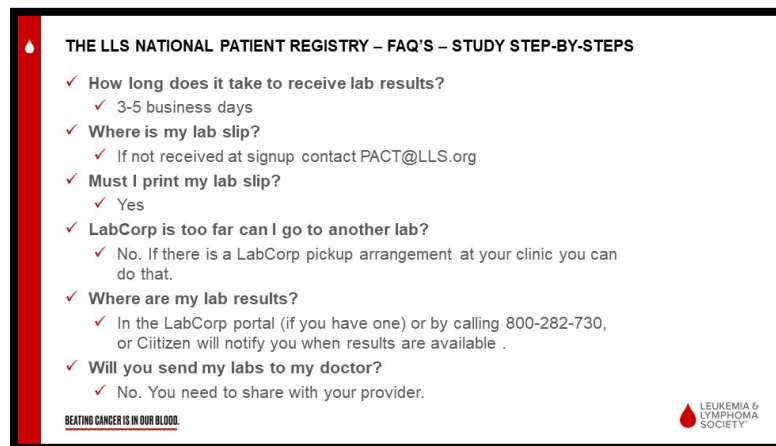 THE LLS NATIONAL PATIENT REGISTRY – FAQ'S – STUDY STEP-BY-STEPS
✓ How long does it take to receive lab results?
✓ 3-5 business days
✓ Where is my lab slip?
✓ If not received at signup contact PACT@LLS.org
✓ Must I print my lab slip?
✓ Yes
✓ LabCorp is too far can I go to another lab?
✓ No. If there is a LabCorp pickup arrangement at your clinic you can
do that.
✓ Where are my lab results?
✓ In the LabCorp portal (if you have one) or by calling 800-282-730,
or Ciitizen will notify you when results are available .
✓ Will you send my labs to my doctor?
✓ No. You need to share with your provider.
BEATING CANCER IS IN OUR BLOOD.
LEUKEMIA &
LYMPHOMA
SOCIETY